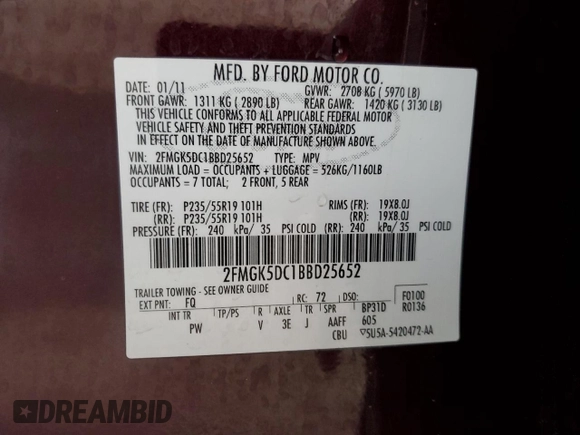 MFD. BY FORD MOTOR CO.
DATE: 01/11 GVWR: 2708 KG ( 5970 LB)
FRONT GAWR: 1311 KG ( 2890 LB) REAR GAWR: 1420 KG ( 3130 LB)
THIS VEHICLE CONFORMS TO ALL APPLICABLE FEDERAL MOTOR
VEHICLE SAFETY AND THEFT PREVENTION STANDARDS
IN EFFECT ON THE DATE OF MANUFACTURE SHOWN ABOVE.
VIN: 2FMGK5DC1BBD25652 TYPE: MPV
MAXIMUM LOAD = OCCUPANTS + LUGGAGE = 526KG/1160LB
OCCUPANTS = 7 TOTAL; 2 FRONT, 5 REAR
TIRE (FR): P235/55R19 101H RIMS (FR): 19X8.0J
(RR): P235/55R19 101H (RR): 19X8.0J
PRESSURE (FR): 240 kPa/ 35 PSI COLD (RR): 240 kPa/ 35 PSI COLD
2FMGK5DC1BBD25652
TRAILER TOWING - SEE OWNER GUIDE
EXT PNT: FQ RC: 72 DSO: F0100
R0136
INT TR TP/PS R AXLE TR SPR BP31D
PW V 3E J AAFF 605
CBU 5U5A-5420472-AA
DREAMBID